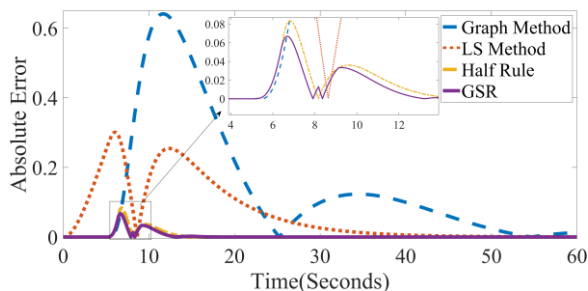 Absolute Error
0.6
0.4
0.2
0
0 10 20 30 40 50 60
Time(Seconds)
0.08
0.06
0.04
0.02
0
4 6 8 10 12
Graph Method
LS Method
Half Rule
GSR